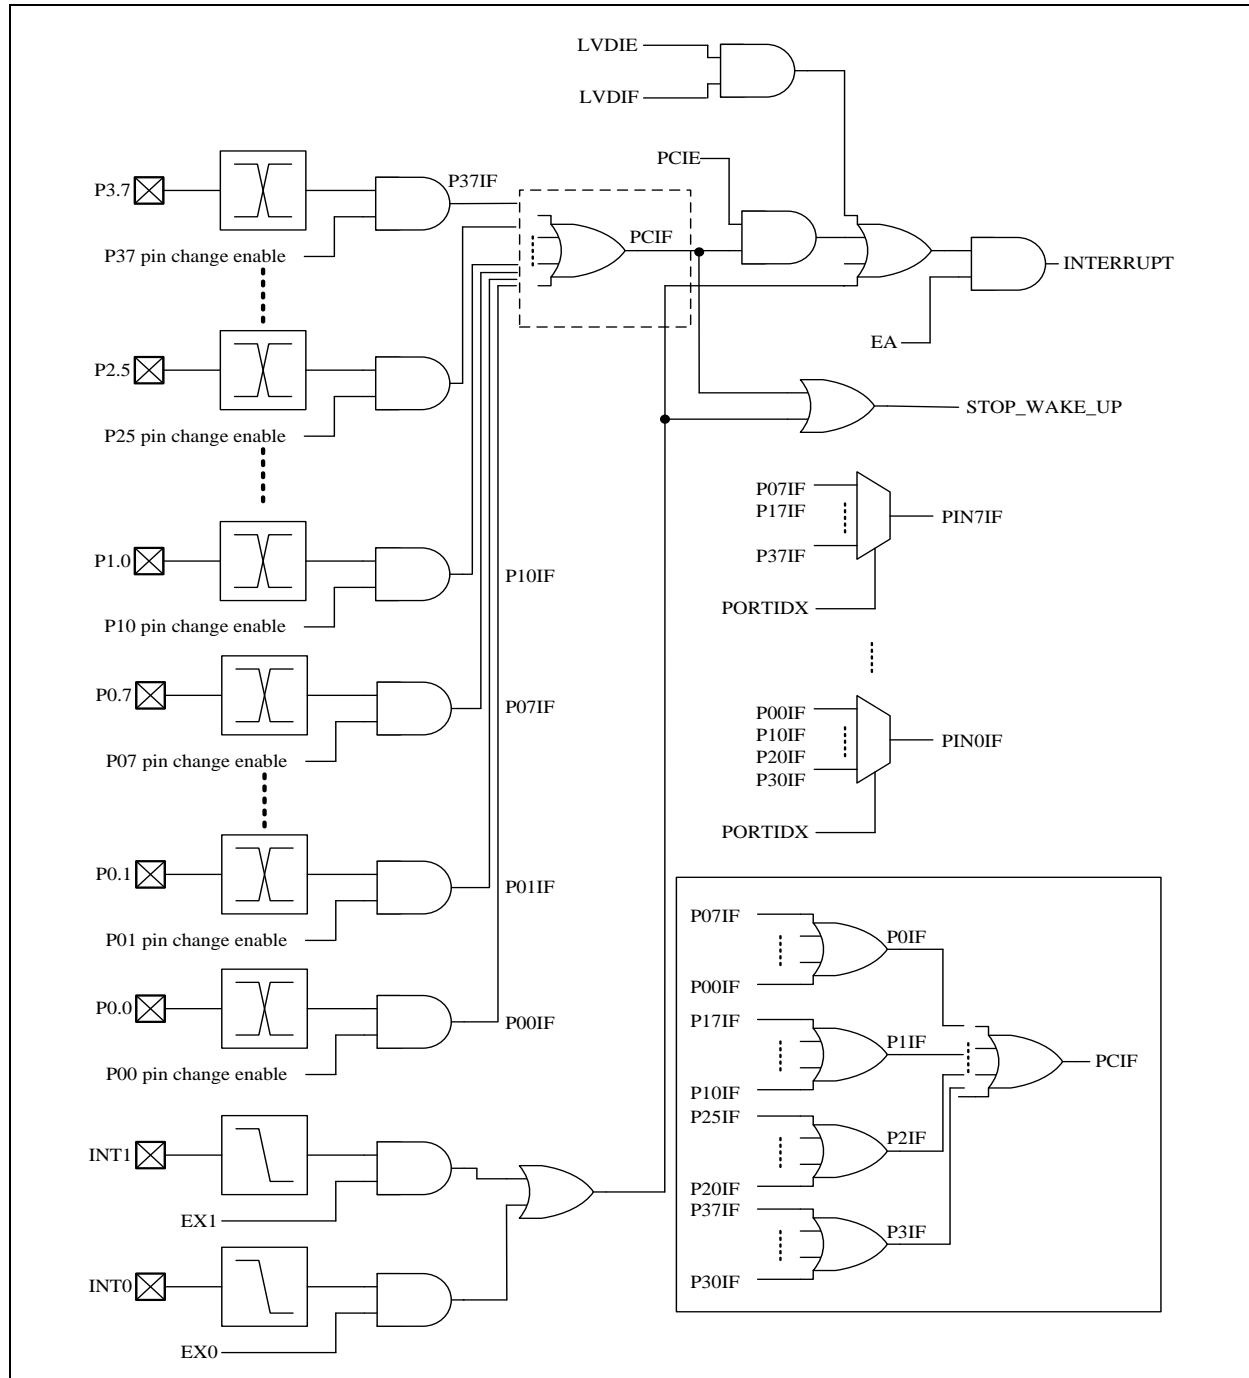 LVDIE
LVDIF
PCIE
P3.7
P37IF
PCIF
P37 pin change enable
INTERRUPT
EA
P2.5
STOP_WAKE_UP
P25 pin change enable
P07IF
P17IF
PIN7IF
P37IF
P1.0
P10IF
PORTIDX
P10 pin change enable
P0.7
P07IF
P00IF
P10IF
PIN0IF
P20IF
P30IF
P07 pin change enable
PORTIDX
P0.1
P01IF
P01 pin change enable
P07IF
P0IF
P00IF
P0.0
P00IF
P00 pin change enable
P17IF
P1IF
PCIF
P10IF
P25IF
P2IF
P20IF
P37IF
P3IF
P30IF
INT1
EX1
INT0
EX0